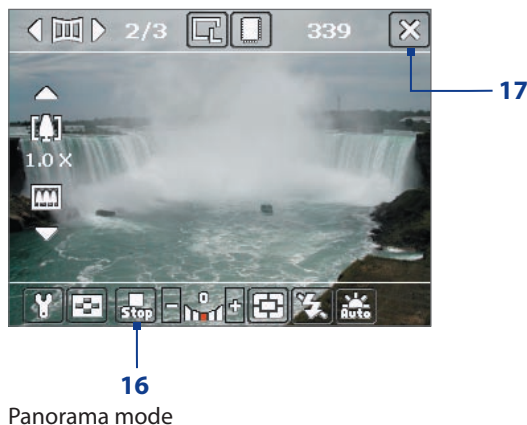 2/3 339
17
1.0 X
0
Stop - + Auto
16
Panorama mode